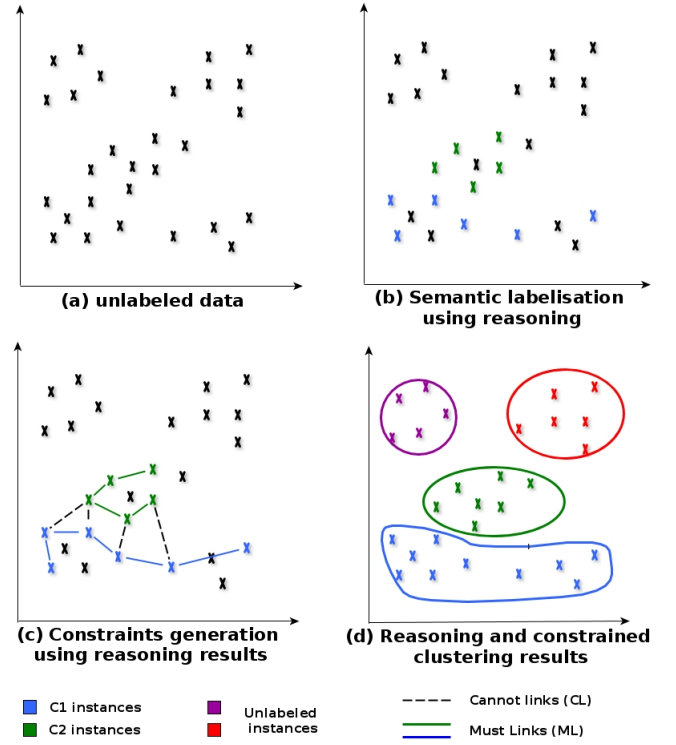 (a) unlabeled data
(b) Semantic labelisation
using reasoning
(c) Constraints generation
using reasoning results
(d) Reasoning and constrained
clustering results
C1 instances
C2 instances
Unlabeled
instances
Cannot links (CL)
Must Links (ML)